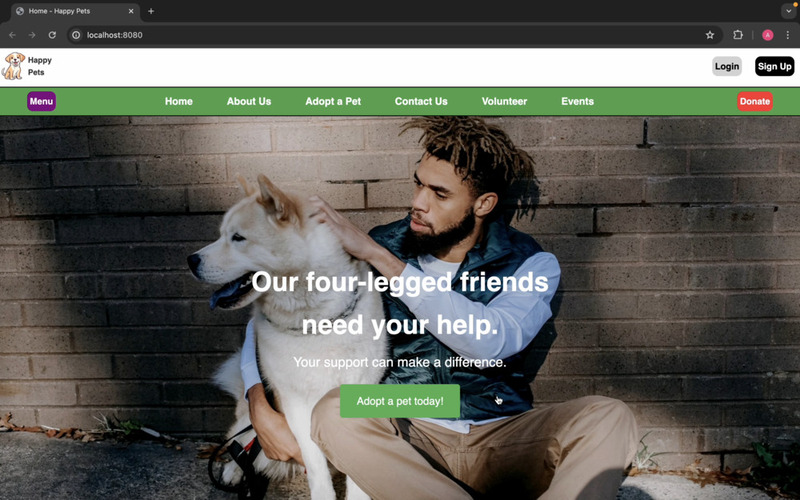 Home - Happy Pets
localhost:8080
A
Happy
Pets
Login
Sign Up
Menu
Home
About Us
Adopt a Pet
Contact Us
Volunteer
Events
Donate
Our four-legged friends
need your help.
Your support can make a difference.
Adopt a pet today!